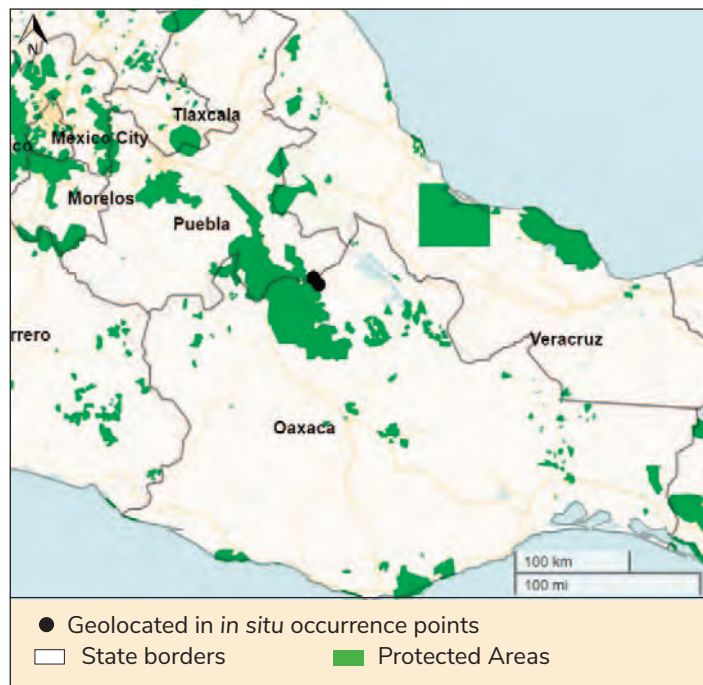 N
Tlaxcala
Mexico City
co
Morelos
Puebla
rrero
Veracruz
Oaxaca
100 km
100 mi
Geolocated in in situ occurrence points
State borders
Protected Areas